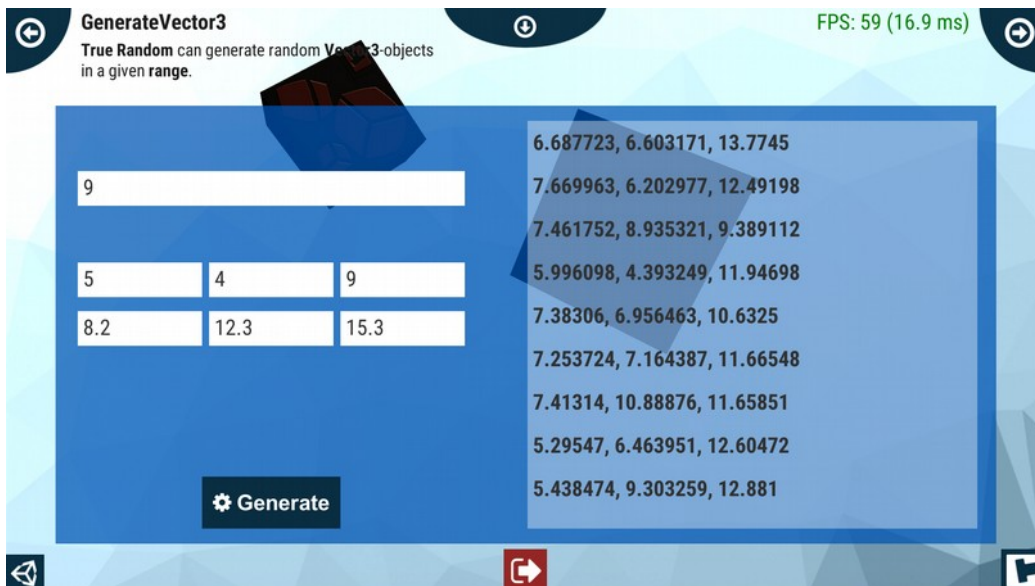 GenerateVector3
FPS: 59 (16.9 ms)
True Random can generate random Vector3-objects
in a given range.
9
5 4 9
8.2 12.3 15.3
Generate
6.687723, 6.603171, 13.7745
7.669963, 6.202977, 12.49198
7.461752, 8.935321, 9.389112
5.996098, 4.393249, 11.94698
7.38306, 6.956463, 10.6325
7.253724, 7.164387, 11.66548
7.41314, 10.88876, 11.65851
5.29547, 6.463951, 12.60472
5.438474, 9.303259, 12.881